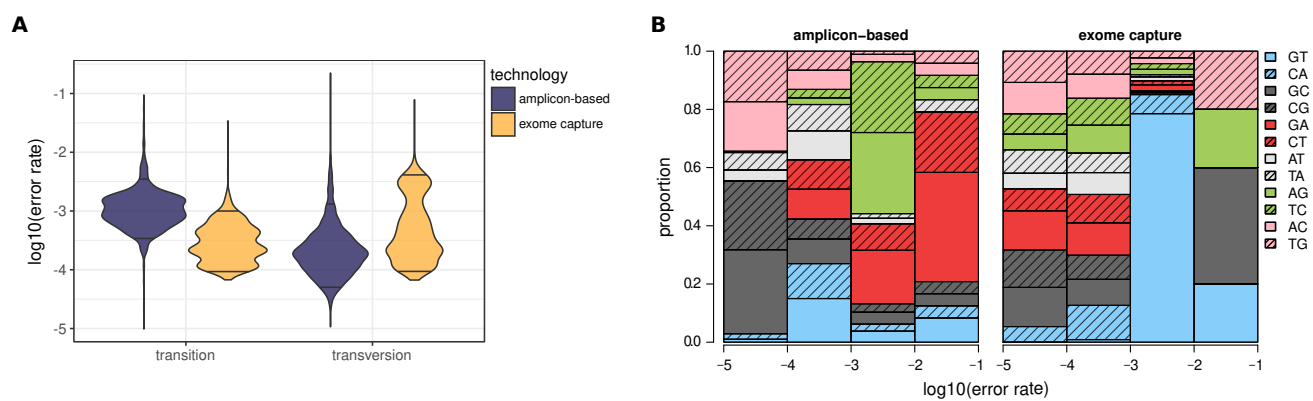 A
technology
amplicon-based
exome capture
log10(error rate)
-1
-2
-3
-4
-5
transition
transversion
B
amplicon−based
exome capture
proportion
1.0
0.8
0.6
0.4
0.2
0.0
−5 −4 −3 −2 −1
−5 −4 −3 −2 −1
log10(error rate)
GT
CA
GC
CG
GA
CT
AT
TA
AG
TC
AC
TG